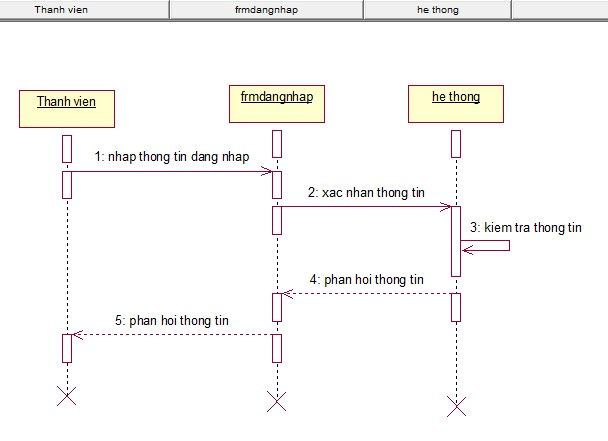 Thanh vien frmdangnhap he thong
Thanh vien frmdangnhap he thong
1: nhap thong tin dang nhap
2: xac nhan thong tin
3: kiem tra thong tin
4: phan hoi thong tin
5: phan hoi thong tin